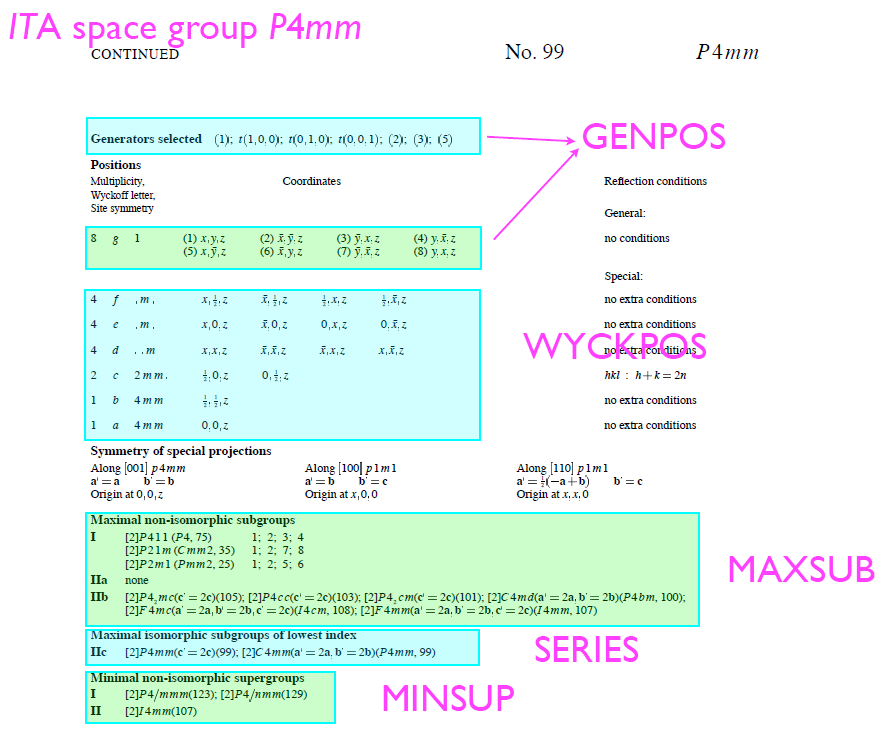 ITA space group P4mm
CONTINUED No. 99 P4mm
Generators selected (1); t(1,0,0); t(0,1,0); t(0,0,1); (2); (3); (5)
GENPOS
Positions
Multiplicity, Coordinates Reflection conditions
Wyckoff letter,
Site symmetry
General:
8 g 1 (1) x,y,z (2) x̄,ȳ,z (3) ȳ,x,z (4) y,x̄,z no conditions
(5) x,ȳ,z (6) x̄,y,z (7) ȳ,x̄,z (8) y,x,z
Special:
4 f .m. x,½,z x̄,½,z ½,x,z ½,x̄,z no extra conditions
4 e .m. x,0,z x̄,0,z 0,x,z 0,x̄,z no extra conditions
WYCKPOS
4 d ..m x,x,z x̄,x̄,z x̄,x,z x,x̄,z no extra conditions
2 c 2mm. ½,0,z 0,½,z hkl : h+k=2n
1 b 4mm ½,½,z no extra conditions
1 a 4mm 0,0,z no extra conditions
Symmetry of special projections
Along [001] p4mm Along [100] p1m1 Along [110] p1m1
a'=a b'=b a'=b b'=c a'=½(−a+b) b'=c
Origin at 0,0,z Origin at x,0,0 Origin at x,x,0
Maximal non-isomorphic subgroups
I [2]P411(P4,75) 1; 2; 3; 4
[2]P21m(Cmm2,35) 1; 2; 7; 8
[2]P2m1(Pmm2,25) 1; 2; 5; 6
MAXSUB
IIa none
IIb [2]P4₂mc(c'=2c)(105); [2]P4cc(c'=2c)(103); [2]P4₂cm(c'=2c)(101); [2]C4md(a'=2a,b'=2b)(P4bm,100);
[2]F4mc(a'=2a,b'=2b,c'=2c)(I4cm,108); [2]F4mm(a'=2a,b'=2b,c'=2c)(I4mm,107)
Maximal isomorphic subgroups of lowest index
IIc [2]P4mm(c'=2c)(99); [2]C4mm(a'=2a,b'=2b)(P4mm,99)
SERIES
Minimal non-isomorphic supergroups
I [2]P4/mmm(123); [2]P4/nmm(129)
II [2]I4mm(107)
MINSUP